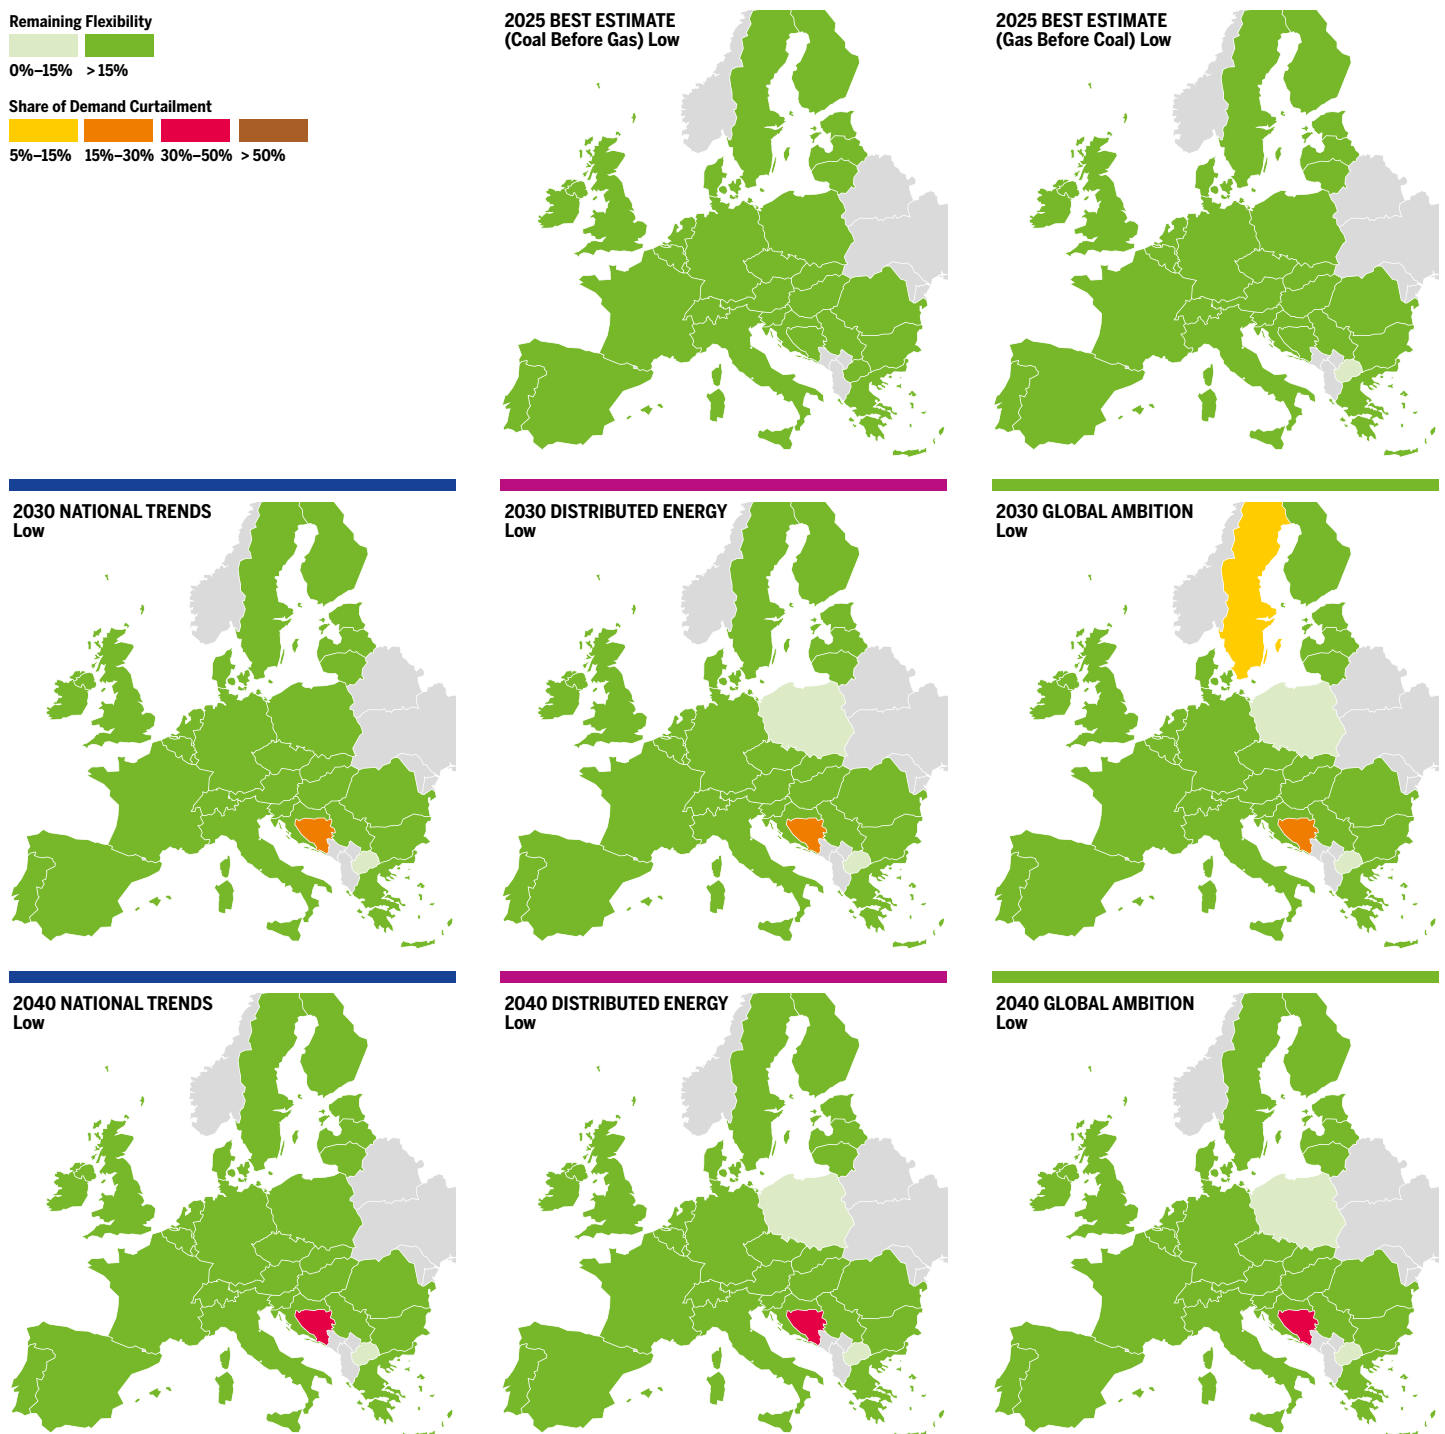 Remaining Flexibility
0%–15% > 15%
Share of Demand Curtailment
5%–15% 15%–30% 30%–50% > 50%
2025 BEST ESTIMATE
(Coal Before Gas) Low
2025 BEST ESTIMATE
(Gas Before Coal) Low
2030 NATIONAL TRENDS
Low
2030 DISTRIBUTED ENERGY
Low
2030 GLOBAL AMBITION
Low
2040 NATIONAL TRENDS
Low
2040 DISTRIBUTED ENERGY
Low
2040 GLOBAL AMBITION
Low